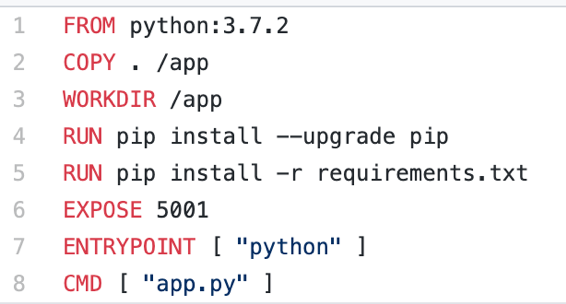 1 FROM python:3.7.2
2 COPY . /app
3 WORKDIR /app
4 RUN pip install --upgrade pip
5 RUN pip install -r requirements.txt
6 EXPOSE 5001
7 ENTRYPOINT [ "python" ]
8 CMD [ "app.py" ]